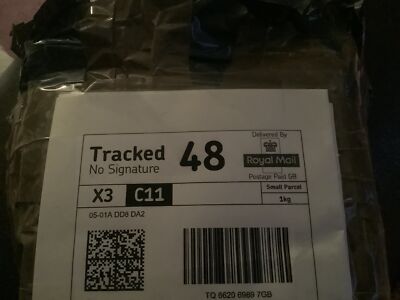 Delivered By
Tracked 48
No Signature
Royal Mail
Postage Paid GB
X3 C11
Small Parcel
1kg
05-01A DD8 DA2
TQ 6620 6989 7GB